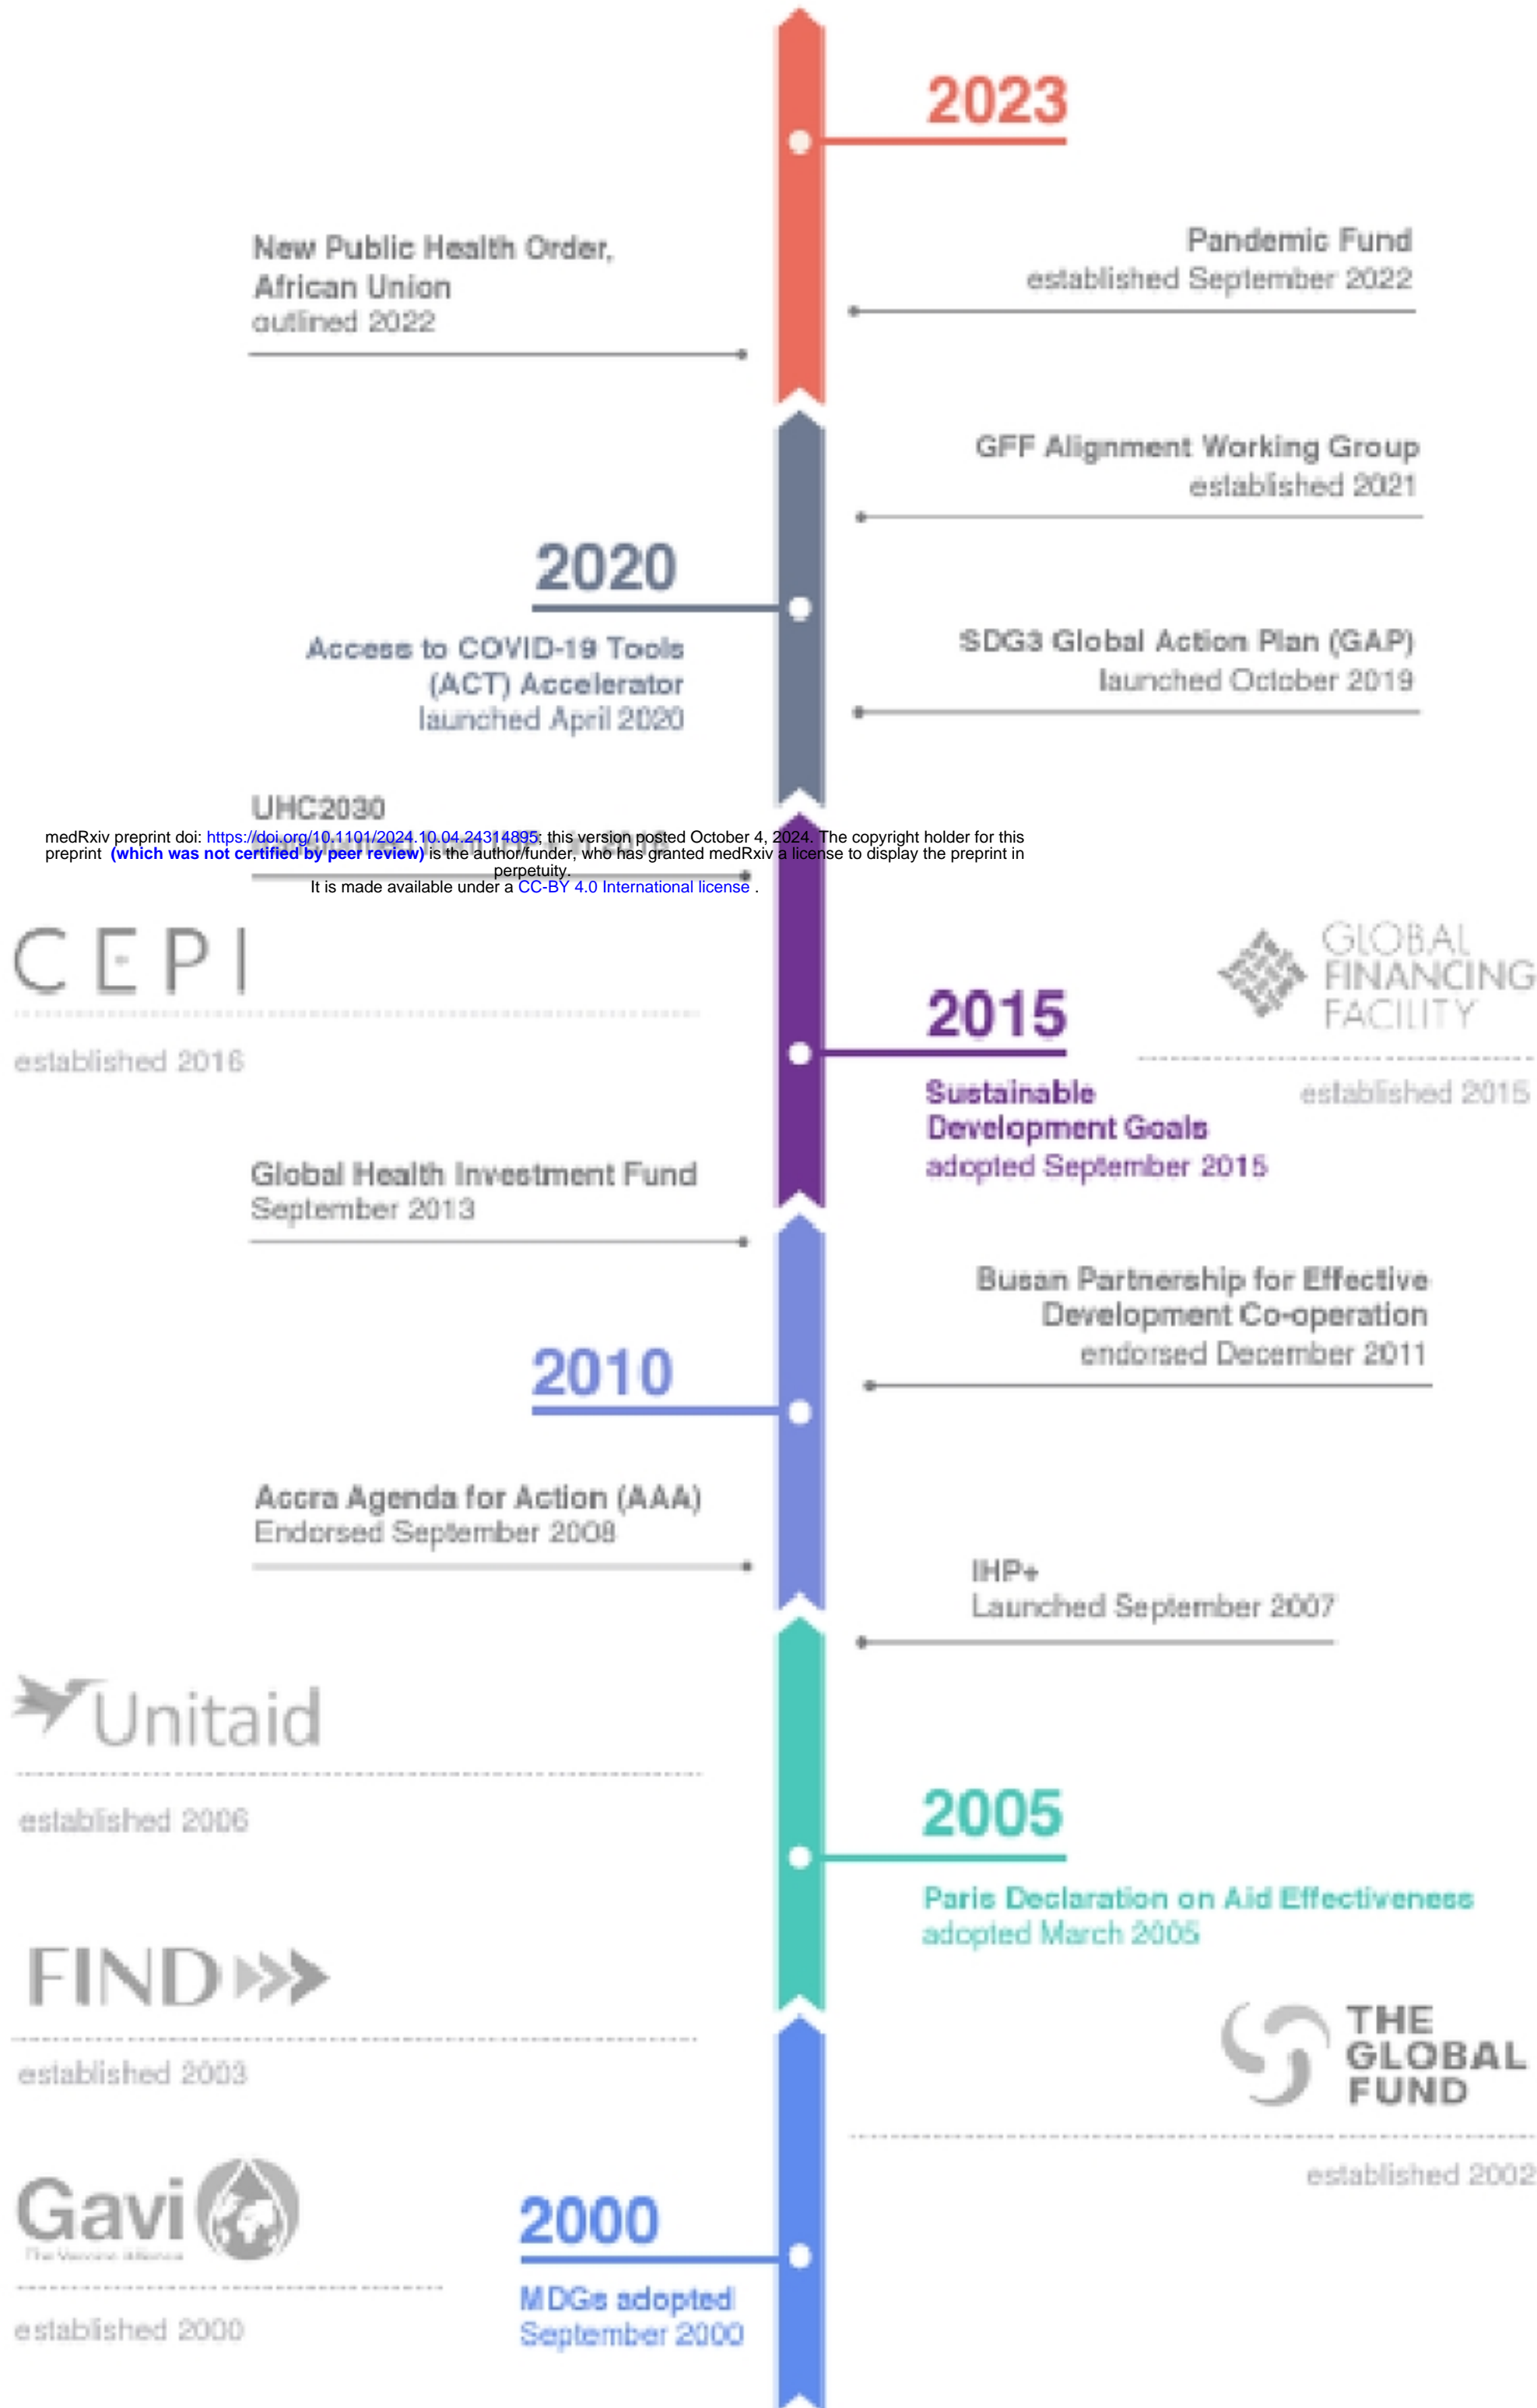 2023
New Public Health Order,
African Union
outlined 2022
Pandemic Fund
established September 2022
GFF Alignment Working Group
established 2021
2020
Access to COVID-19 Tools
(ACT) Accelerator
launched April 2020
SDG3 Global Action Plan (GAP)
launched October 2019
UHC2030
medRxiv preprint doi: https://doi.org/10.1101/2024.10.04.24314895; this version posted October 4, 2024. The copyright holder for this
preprint (which was not certified by peer review) is the author/funder, who has granted medRxiv a license to display the preprint in
perpetuity.
It is made available under a CC-BY 4.0 International license .
CEPI
established 2016
GLOBAL
FINANCING
FACILITY
established 2015
2015
Sustainable
Development Goals
adopted September 2015
Global Health Investment Fund
September 2013
Busan Partnership for Effective
Development Co-operation
endorsed December 2011
2010
Accra Agenda for Action (AAA)
Endorsed September 2008
IHP+
Launched September 2007
Unitaid
established 2006
2005
Paris Declaration on Aid Effectiveness
adopted March 2005
FIND
established 2003
THE
GLOBAL
FUND
established 2002
Gavi
The Vaccine Alliance
established 2000
2000
MDGs adopted
September 2000